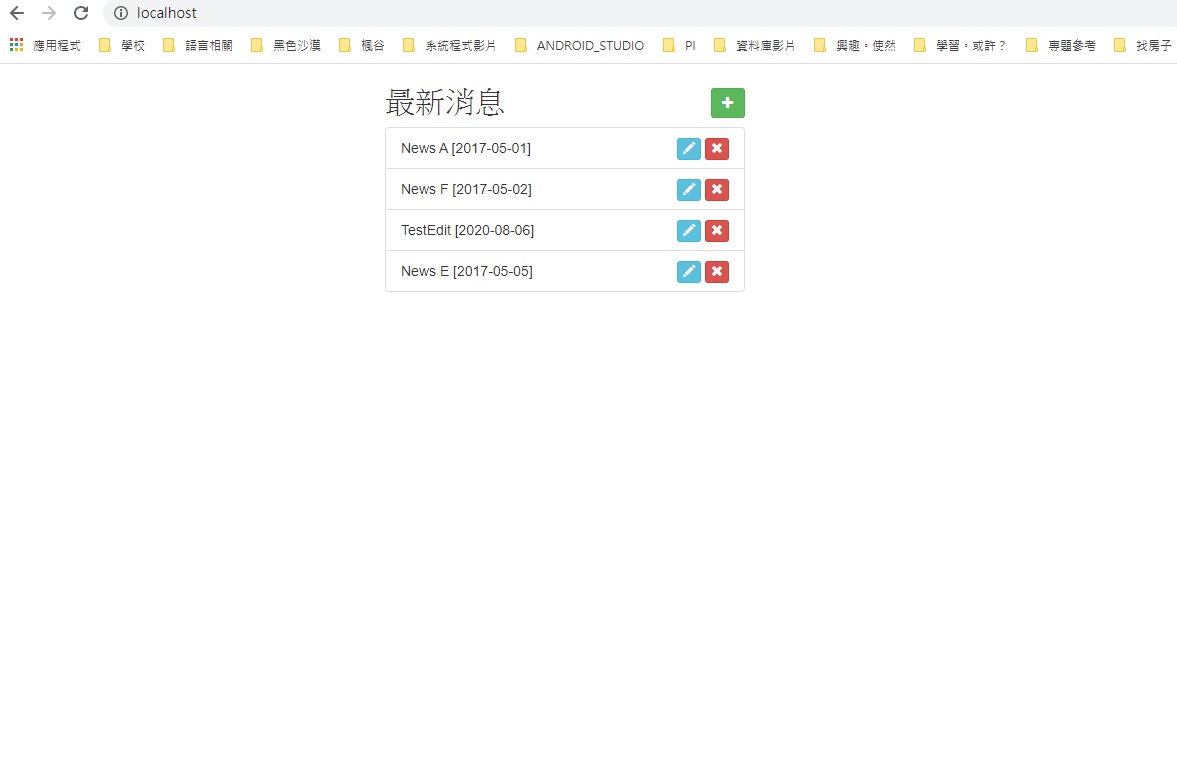 localhost
應用程式 學校 語言相關 黑色沙漠 楓谷 系統程式影片 ANDROID_STUDIO PI 資料庫影片 興趣。使然 學習。或許？ 專題參考 找房子
最新消息
News A [2017-05-01]
News F [2017-05-02]
TestEdit [2020-08-06]
News E [2017-05-05]